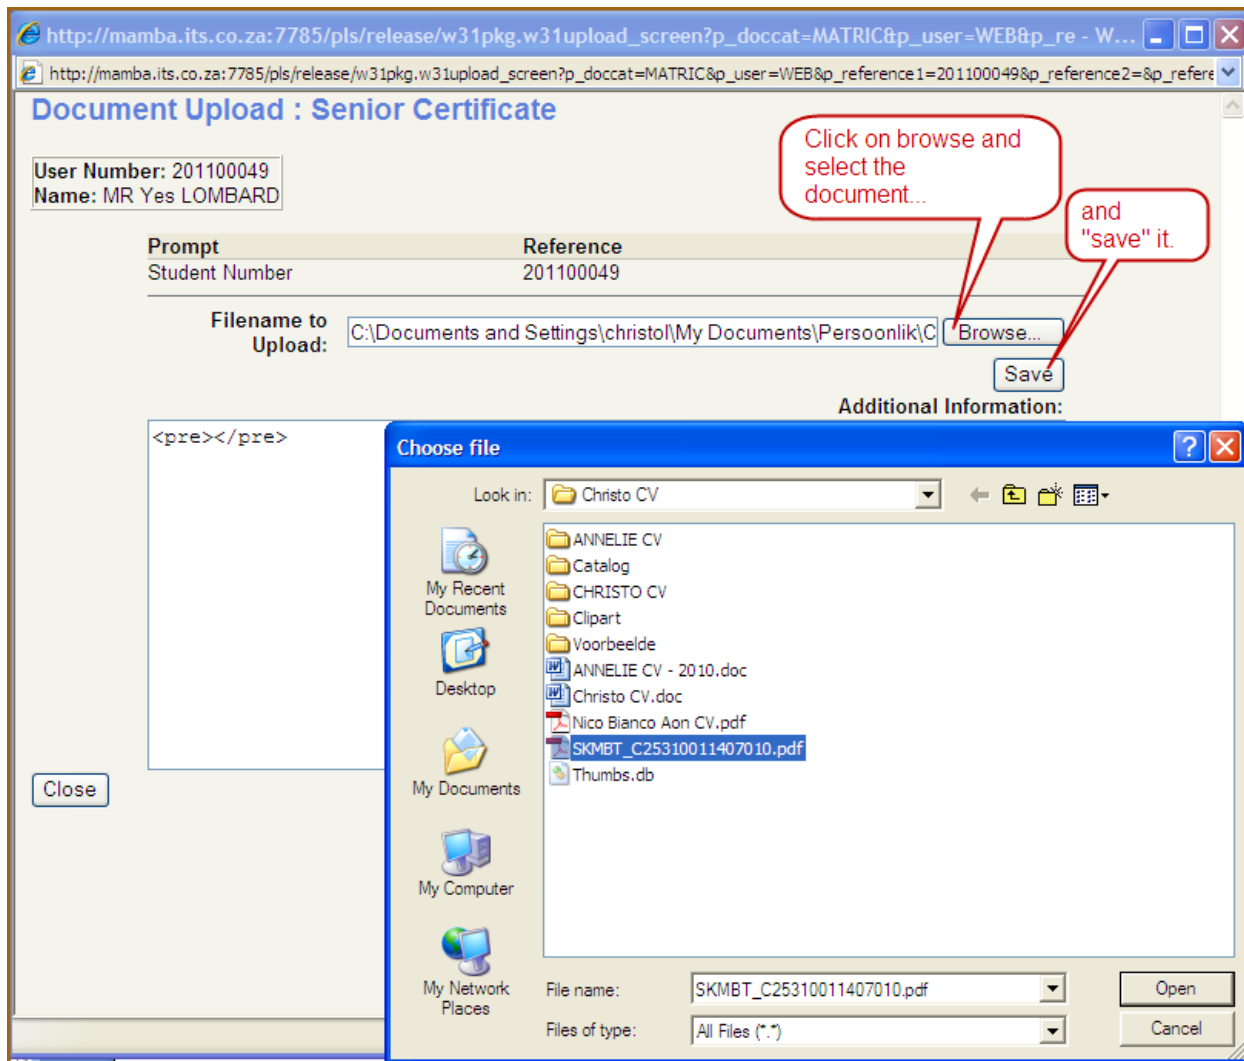 http://mamba.its.co.za:7785/pls/release/w31pkg.w31upload_screen?p_doccat=MATRIC&p_user=WEB&p_re - W...
http://mamba.its.co.za:7785/pls/release/w31pkg.w31upload_screen?p_doccat=MATRIC&p_user=WEB&p_reference1=201100049&p_reference2=&p_refere
Document Upload : Senior Certificate
Click on browse and
select the
document...
User Number: 201100049
Name: MR Yes LOMBARD
and
"save" it.
Prompt Reference
Student Number 201100049
Filename to
Upload:
C:\Documents and Settings\christol\My Documents\Persoonlik\C
Browse...
Save
Additional Information:
<pre></pre>
Choose file
Look in: Christo CV
My Recent
Documents
Desktop
My Documents
My Computer
My Network
Places
ANNELIE CV
Catalog
CHRISTO CV
Clipart
Voorbeelde
ANNELIE CV - 2010.doc
Christo CV.doc
Nico Bianco Aon CV.pdf
SKMBT_C25310011407010.pdf
Thumbs.db
Close
File name: SKMBT_C25310011407010.pdf Open
Files of type: All Files (*.*) Cancel